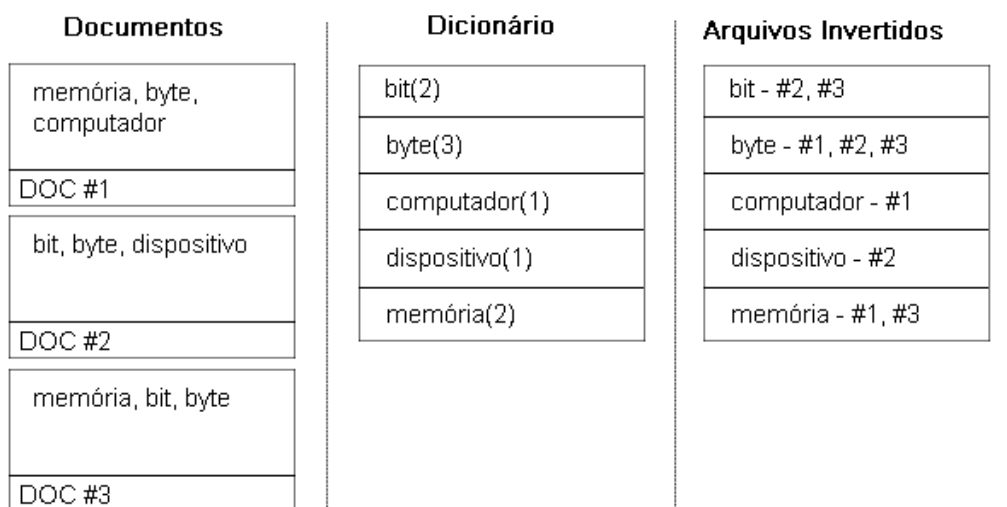 Documentos
memória, byte,
computador
DOC #1
bit, byte, dispositivo
DOC #2
memória, bit, byte
DOC #3
Dicionário
bit(2)
byte(3)
computador(1)
dispositivo(1)
memória(2)
Arquivos Invertidos
bit - #2, #3
byte - #1, #2, #3
computador - #1
dispositivo - #2
memória - #1, #3